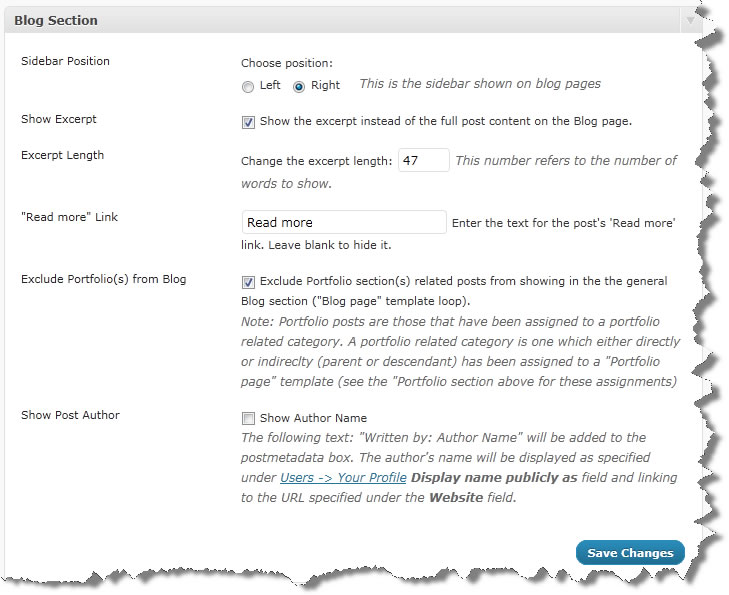 Blog Section
Sidebar Position
Choose position:
Left Right This is the sidebar shown on blog pages
Show Excerpt
Show the excerpt instead of the full post content on the Blog page.
Excerpt Length
Change the excerpt length: 47 This number refers to the number of
words to show.
"Read more" Link
Read more Enter the text for the post's 'Read more'
link. Leave blank to hide it.
Exclude Portfolio(s) from Blog
Exclude Portfolio section(s) related posts from showing in the the general
Blog section ("Blog page" template loop).
Note: Portfolio posts are those that have been assigned to a portfolio
related category. A portfolio related category is one which either directly
or indireclty (parent or descendant) has been assigned to a "Portfolio
page" template (see the "Portfolio section above for these assignments)
Show Post Author
Show Author Name
The following text: "Written by: Author Name" will be added to the
postmetadata box. The author's name will be displayed as specified
under Users -> Your Profile Display name publicly as field and linking
to the URL specified under the Website field.
Save Changes